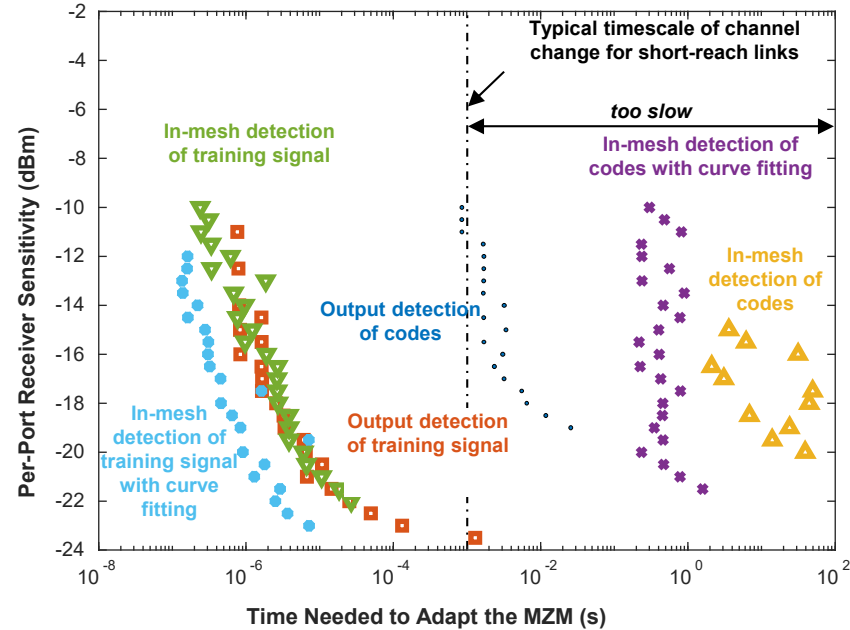 Typical timescale of channel
change for short-reach links
too slow
In-mesh detection
of training signal
In-mesh detection of
codes with curve fitting
In-mesh
detection of
codes
Output detection
of codes
In-mesh
detection of
training signal
with curve
fitting
Output detection
of training signal
Per-Port Receiver Sensitivity (dBm)
-2
-4
-6
-8
-10
-12
-14
-16
-18
-20
-22
-24
10^-8
10^-6
10^-4
10^-2
10^0
10^2
Time Needed to Adapt the MZM (s)